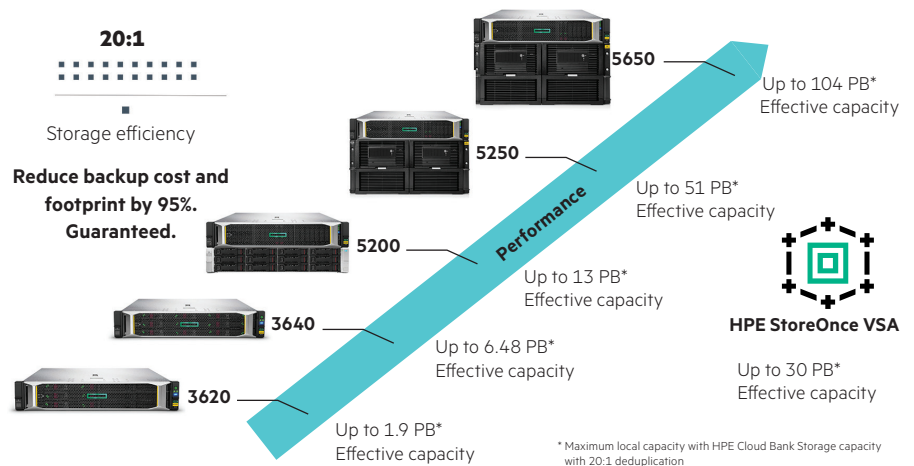 20:1
Storage efficiency
Reduce backup cost and
footprint by 95%.
Guaranteed.
5650
Up to 104 PB*
Effective capacity
5250
Up to 51 PB*
Effective capacity
Performance
5200
Up to 13 PB*
Effective capacity
3640
Up to 6.48 PB*
Effective capacity
3620
Up to 1.9 PB*
Effective capacity
HPE StoreOnce VSA
Up to 30 PB*
Effective capacity
* Maximum local capacity with HPE Cloud Bank Storage capacity
with 20:1 deduplication